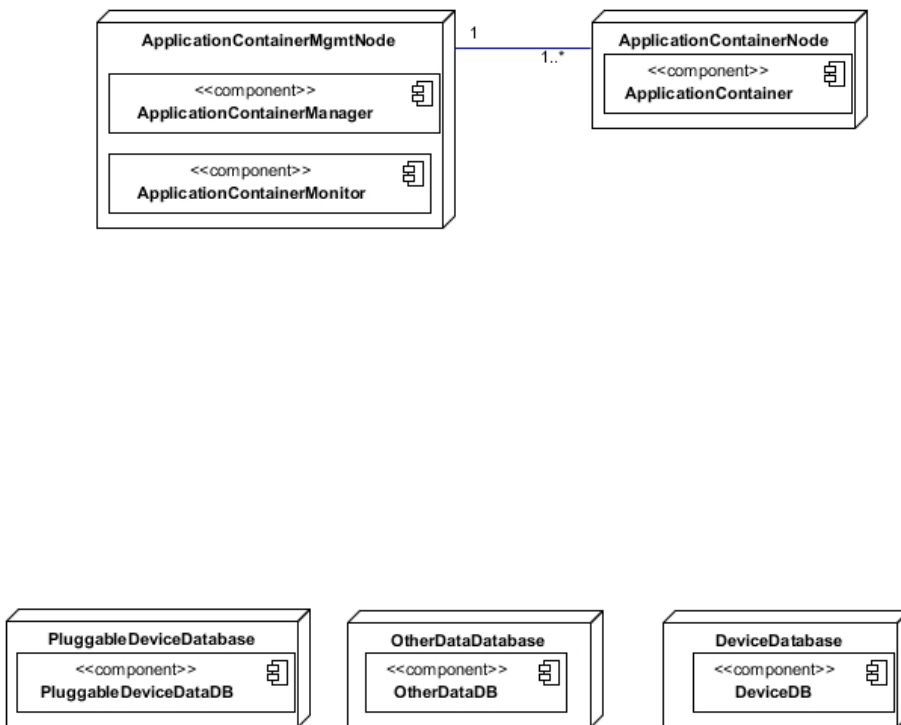 ApplicationContainerMgmtNode
<<component>>
ApplicationContainerManager
<<component>>
ApplicationContainerMonitor
1
1..*
ApplicationContainerNode
<<component>>
ApplicationContainer
PluggableDeviceDatabase
<<component>>
PluggableDeviceDataDB
OtherDataDatabase
<<component>>
OtherDataDB
DeviceDatabase
<<component>>
DeviceDB